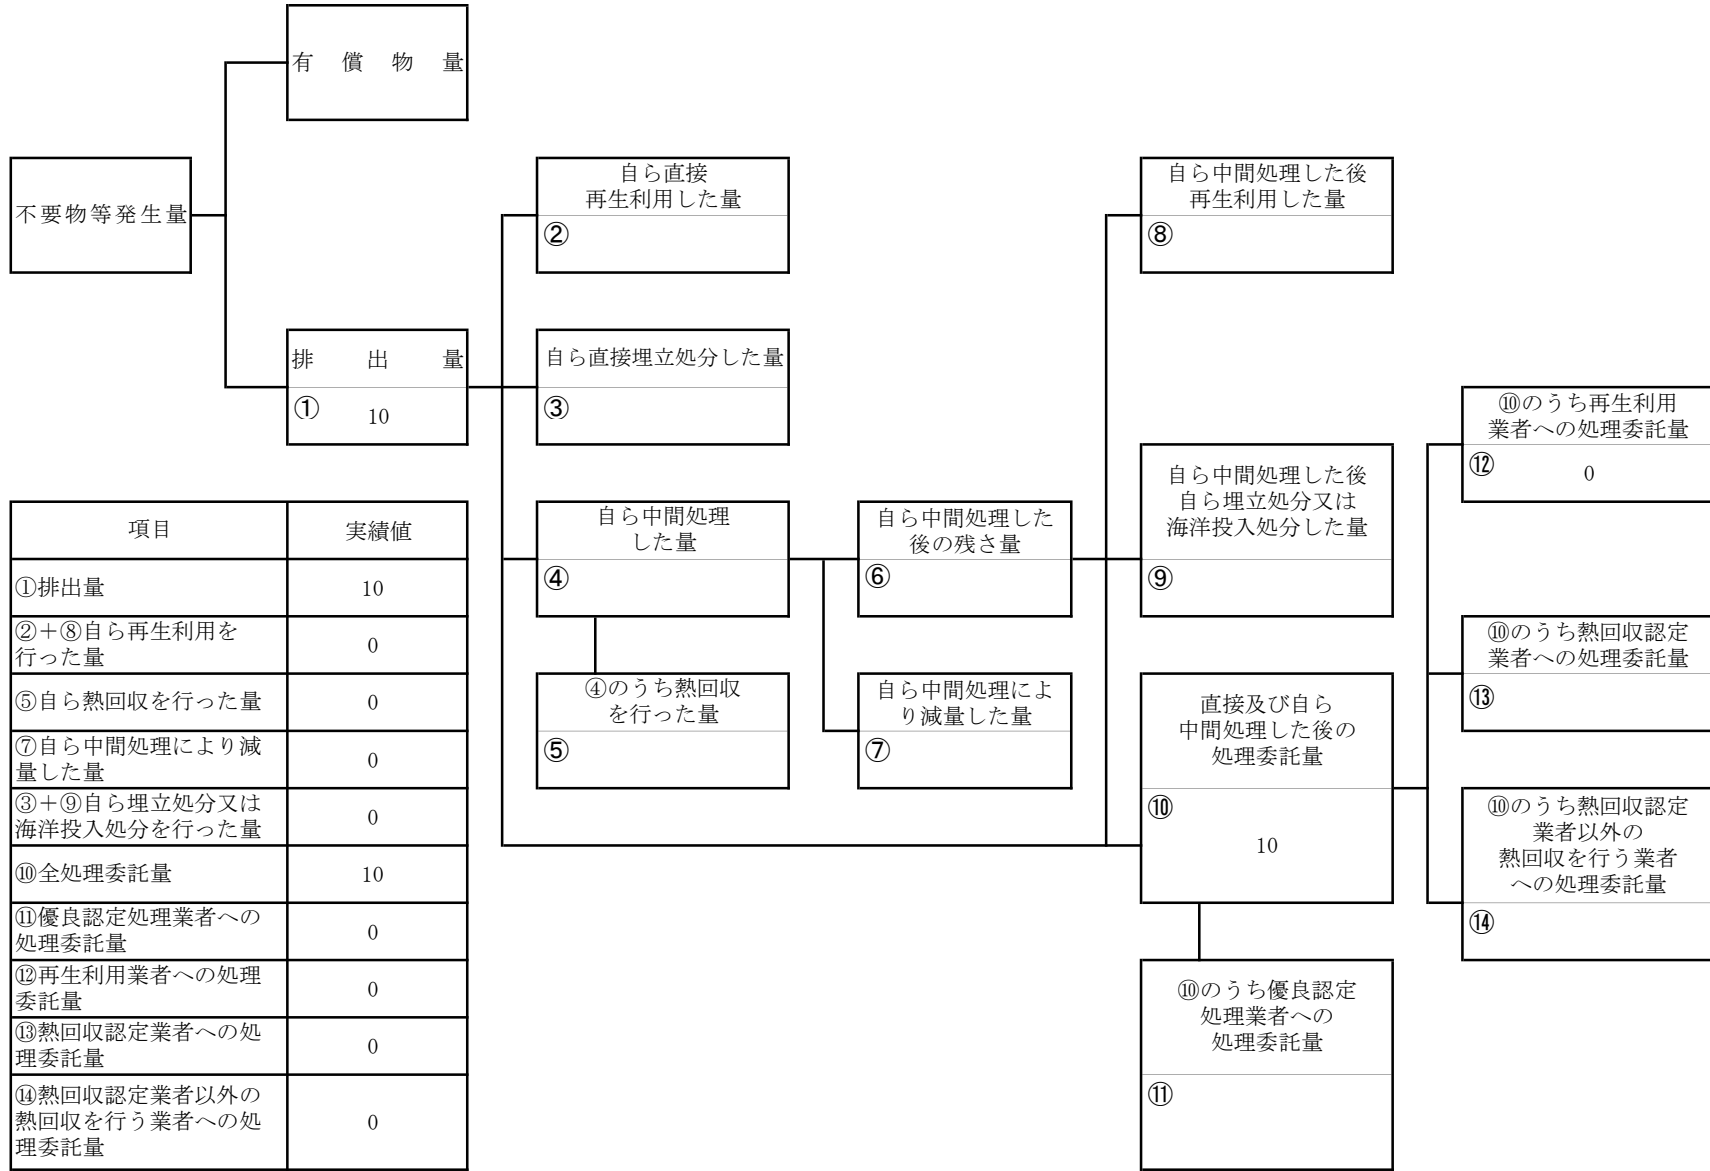 有償物量
不要物等発生量
排出量
①
10
自ら直接
再生利用した量
②
自ら直接埋立処分した量
③
自ら中間処理
した量
④
④のうち熱回収
を行った量
⑤
自ら中間処理した
後の残さ量
⑥
自ら中間処理によ
り減量した量
⑦
自ら中間処理した後
再生利用した量
⑧
自ら中間処理した後
自ら埋立処分又は
海洋投入処分した量
⑨
直接及び自ら
中間処理した後の
処理委託量
⑩
10
⑩のうち優良認定
処理業者への
処理委託量
⑪
⑩のうち再生利用
業者への処理委託量
⑫
0
⑩のうち熱回収認定
業者への処理委託量
⑬
⑩のうち熱回収認定
業者以外の
熱回収を行う業者
への処理委託量
⑭
項目 実績値
①排出量 10
②＋⑧自ら再生利用を
行った量 0
⑤自ら熱回収を行った量 0
⑦自ら中間処理により減
量した量 0
③＋⑨自ら埋立処分又は
海洋投入処分を行った量 0
⑩全処理委託量 10
⑪優良認定処理業者への
処理委託量 0
⑫再生利用業者への処理
委託量 0
⑬熱回収認定業者への処
理委託量 0
⑭熱回収認定業者以外の
熱回収を行う業者への処
理委託量 0